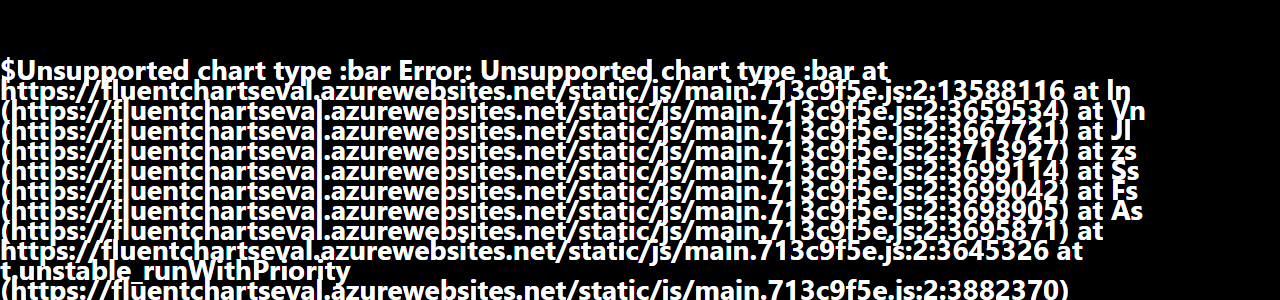 $Unsupported chart type :bar Error: Unsupported chart type :bar at
https://fluentchartseval.azurewebsites.net/static/js/main.713c9f5e.js:2:13588116 at ln
(https://fluentchartseval.azurewebsites.net/static/js/main.713c9f5e.js:2:3659534) at Vn
(https://fluentchartseval.azurewebsites.net/static/js/main.713c9f5e.js:2:3667721) at Jl
(https://fluentchartseval.azurewebsites.net/static/js/main.713c9f5e.js:2:3713927) at zs
(https://fluentchartseval.azurewebsites.net/static/js/main.713c9f5e.js:2:3699114) at Ss
(https://fluentchartseval.azurewebsites.net/static/js/main.713c9f5e.js:2:3699042) at Fs
(https://fluentchartseval.azurewebsites.net/static/js/main.713c9f5e.js:2:3698905) at As
(https://fluentchartseval.azurewebsites.net/static/js/main.713c9f5e.js:2:3695871) at
https://fluentchartseval.azurewebsites.net/static/js/main.713c9f5e.js:2:3645326 at
t.unstable_runWithPriority
(https://fluentchartseval.azurewebsites.net/static/js/main.713c9f5e.js:2:3882370)